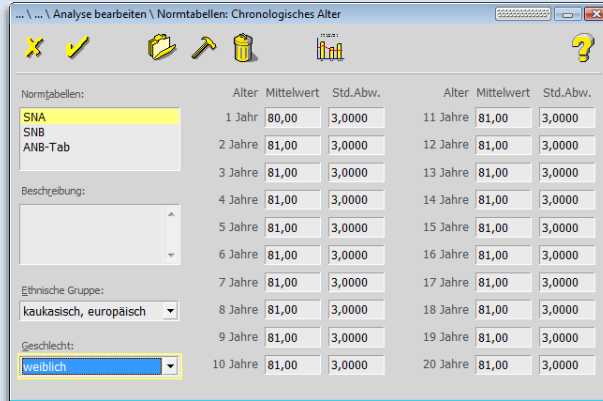 ... \ ... \ Analyse bearbeiten \ Normtabellen: Chronologisches Alter
Normtabellen:
SNA
SNB
ANB-Tab
Beschreibung:
Ethnische Gruppe:
kaukasisch, europäisch
Geschlecht:
weiblich
Alter Mittelwert Std.Abw.
1 Jahr 80,00 3,0000
2 Jahre 81,00 3,0000
3 Jahre 81,00 3,0000
4 Jahre 81,00 3,0000
5 Jahre 81,00 3,0000
6 Jahre 81,00 3,0000
7 Jahre 81,00 3,0000
8 Jahre 81,00 3,0000
9 Jahre 81,00 3,0000
10 Jahre 81,00 3,0000
Alter Mittelwert Std.Abw.
11 Jahre 81,00 3,0000
12 Jahre 81,00 3,0000
13 Jahre 81,00 3,0000
14 Jahre 81,00 3,0000
15 Jahre 81,00 3,0000
16 Jahre 81,00 3,0000
17 Jahre 81,00 3,0000
18 Jahre 81,00 3,0000
19 Jahre 81,00 3,0000
20 Jahre 81,00 3,0000